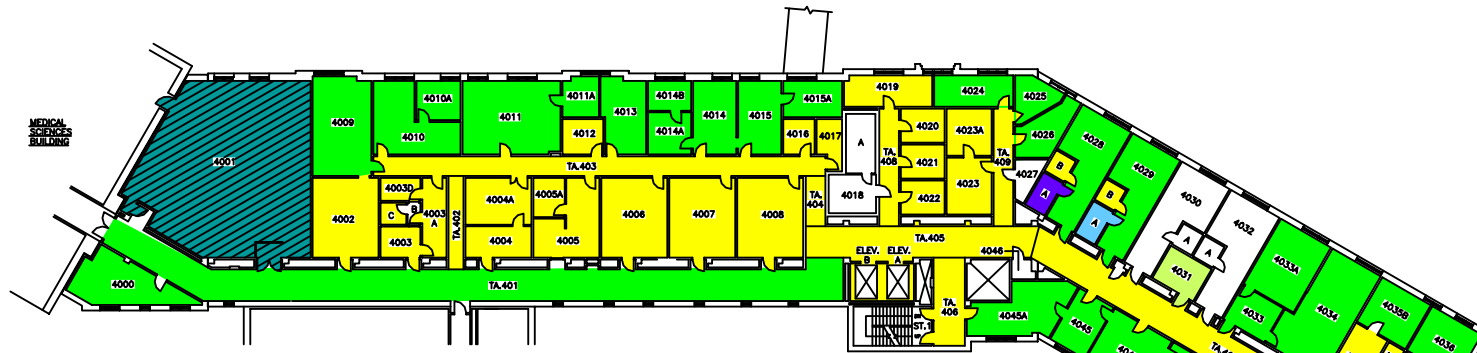 MEDICAL
SCIENCES
BUILDING
4001
4009
4010A
4010
4011
4011A
4012
4013
4014B
4014A
4014
4015
4015A
4016
4017
4019
4024
4025
4020
4023A
4021
4026
4022
4023
4027
4028
4029
4030
4032
A
4018
TA.
408
TA.
409
TA.403
4002
4003D
C
B
4003
A
4003
TA.402
4004A
4005A
4004
4005
4006
4007
4008
TA.
404
TA.405
4046
B
A
B
A
A
A
4031
4033A
4033
4034
4035B
4036
4000
TA.401
ELEV.
B
ELEV.
A
TA.
406
ST.1
4045A
4045